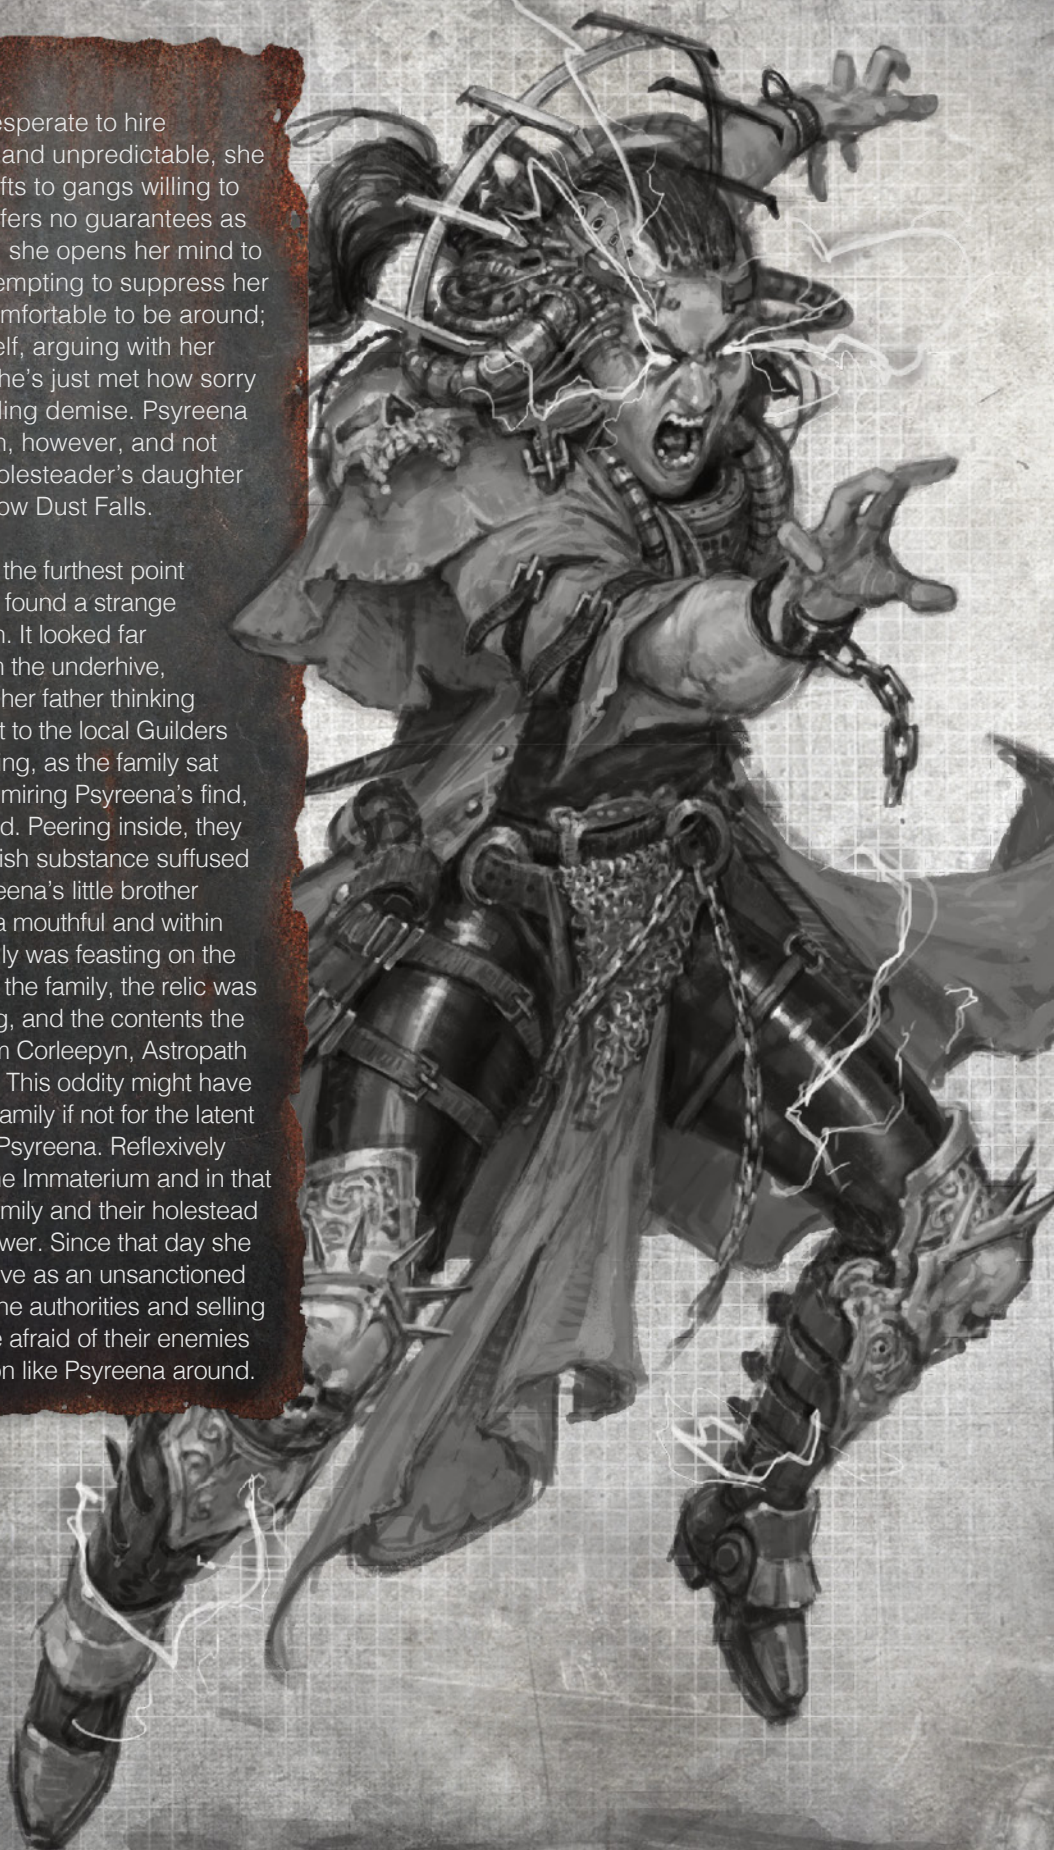 esperate to hire
and unpredictable, she
fts to gangs willing to
fers no guarantees as
, she opens her mind to
empting to suppress her
mfortable to be around;
elf, arguing with her
he's just met how sorry
ling demise. Psyreena
n, however, and not
olesteader's daughter
ow Dust Falls.
the furthest point
found a strange
n. It looked far
n the underhive,
her father thinking
t to the local Guilders
ing, as the family sat
miring Psyreena's find,
d. Peering inside, they
ish substance suffused
eena's little brother
a mouthful and within
ly was feasting on the
the family, the relic was
g, and the contents the
n Corleepyn, Astropath
This oddity might have
amily if not for the latent
Psyreena. Reflexively
ne Immaterium and in that
mily and their holestead
wer. Since that day she
ve as an unsanctioned
he authorities and selling
e afraid of their enemies
on like Psyreena around.